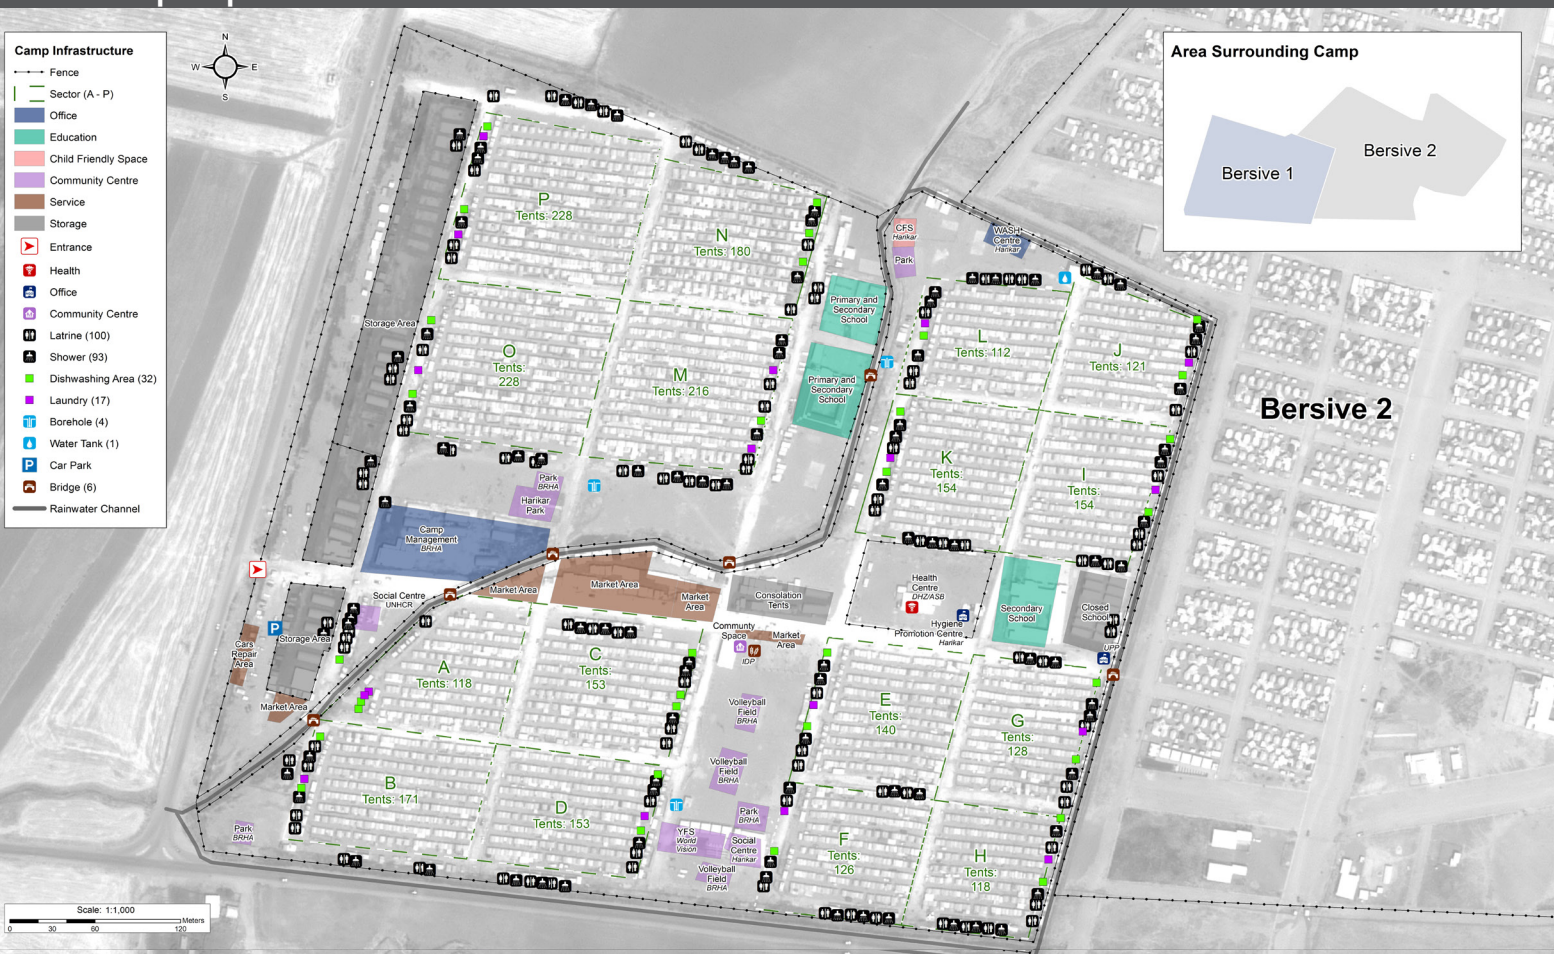 Camp Infrastructure
Fence
Sector (A - P)
Office
Education
Child Friendly Space
Community Centre
Service
Storage
Entrance
Health
Office
Community Centre
Latrine (100)
Shower (93)
Dishwashing Area (32)
Laundry (17)
Borehole (4)
Water Tank (1)
Car Park
Bridge (6)
Rainwater Channel
N
W
E
S
Area Surrounding Camp
Bersive 1
Bersive 2
Bersive 2
P
Tents: 228
N
Tents: 180
O
Tents:
228
M
Tents: 216
L
Tents: 112
J
Tents: 121
K
Tents:
154
I
Tents:
154
A
Tents: 118
C
Tents:
153
B
Tents: 171
D
Tents: 153
E
Tents:
140
G
Tents:
128
F
Tents:
126
H
Tents:
118
CFS
Harikar
Park
WASH
Centre
Harikar
Primary and
Secondary
School
Primary and
Secondary
School
Storage Area
Park
BRHA
Harikar
Park
Camp
Management
BRHA
Market Area
Market Area
Market
Area
Consolation
Tents
Health
Centre
DHZ/ASB
Hygiene
Promotion Centre
Harikar
Secondary
School
Closed
School
UPP
Social Centre
UNHCR
P
Storage Area
Cars
Repair
Area
Market Area
Community
Space
IDP
Market
Area
Volleyball
Field
BRHA
Volleyball
Field
BRHA
Park
BRHA
YFS
World
Vision
Social
Centre
Harikar
Volleyball
Field
BRHA
Park
BRHA
Scale: 1:1,000
Meters
0 30 60 120